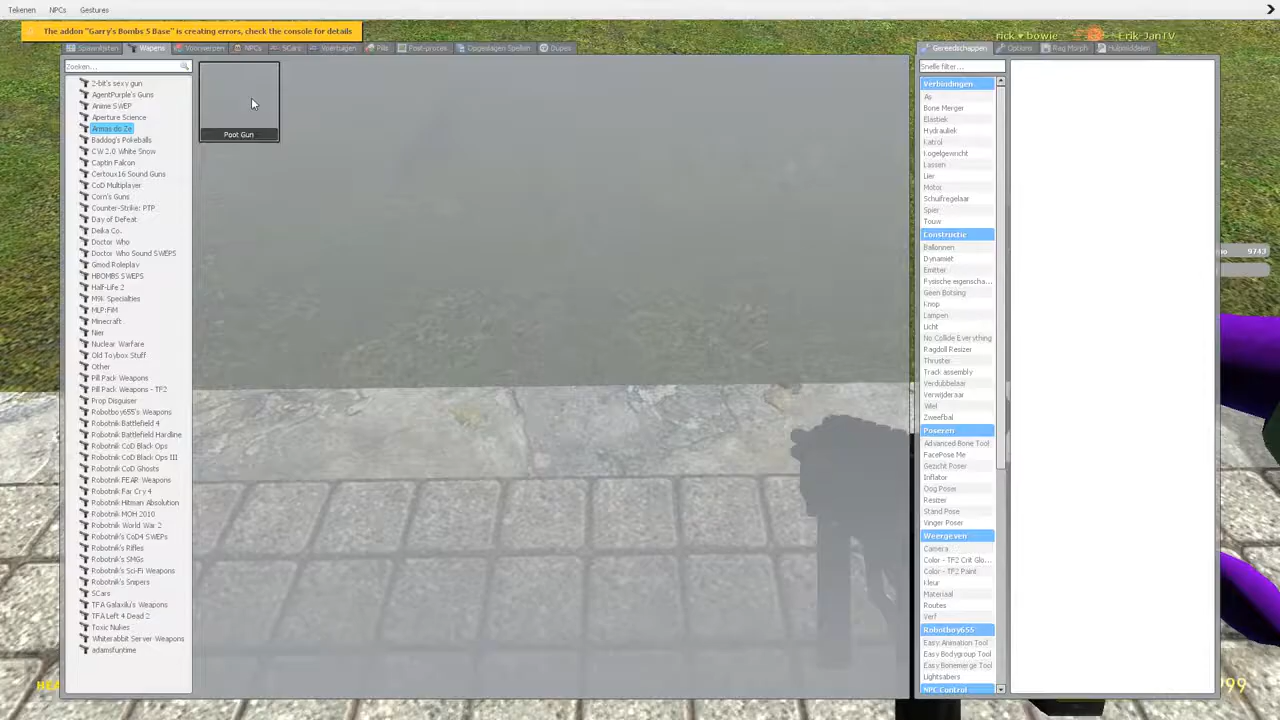 Tekenen NPCs Gestures
The addon "Garry's Bombs 5 Base" is creating errors, check the console for details
rick ♥ bowie Erik-JanTV
Spawnlijsten Wapens Voorwerpen NPCs SCars Voertuigen Pills Post-proces Opgeslagen Spellen Dupes
Gereedschappen Options Rag Morph Hulpmiddelen
Zoeken...
2-bit's sexy gun
AgentPurple's Guns
Anime SWEP
Aperture Science
Armas do Ze
Baddog's Pokeballs
CW 2.0 White Snow
Captin Falcon
Certoux16 Sound Guns
CoD Multiplayer
Corn's Guns
Counter-Strike: PTP
Day of Defeat
Deika Co.
Doctor Who
Doctor Who Sound SWEPS
Gmod Roleplay
HBOMBS SWEPS
Half-Life 2
M9k Specialties
MLP:FiM
Minecraft
Nier
Nuclear Warfare
Old Toybox Stuff
Other
Pill Pack Weapons
Pill Pack Weapons - TF2
Prop Disguiser
Robotboy655's Weapons
Robotnik Battlefield 4
Robotnik Battlefield Hardline
Robotnik CoD Black Ops
Robotnik CoD Black Ops III
Robotnik CoD Ghosts
Robotnik FEAR Weapons
Robotnik Far Cry 4
Robotnik Hitman Absolution
Robotnik MOH 2010
Robotnik World War 2
Robotnik's CoD4 SWEPs
Robotnik's Rifles
Robotnik's SMGs
Robotnik's Sci-Fi Weapons
Robotnik's Snipers
SCars
TFA Galaxilu's Weapons
TFA Left 4 Dead 2
Toxic Nukes
Whiterabbit Server Weapons
adamsfuntime
Poot Gun
Snelle filter...
Verbindingen
As
Bone Merger
Elastiek
Hydrauliek
Katrol
Kogelgewricht
Lassen
Lier
Motor
Schuifregelaar
Spier
Touw
Constructie
Ballonnen
Dynamiet
Emitter
Fysische eigenscha...
Geen Botsing
Knop
Lampen
Licht
No Collide Everything
Ragdoll Resizer
Thruster
Track assembly
Verdubbelaar
Verwijderaar
Wiel
Zweefbal
Poseren
Advanced Bone Tool
FacePose Me
Gezicht Poser
Inflator
Oog Poser
Resizer
Stand Pose
Vinger Poser
Weergeven
Camera
Color - TF2 Crit Glo...
Color - TF2 Paint
Kleur
Materiaal
Routes
Verf
Robotboy655
Easy Animation Tool
Easy Bodygroup Tool
Easy Bonemerge Tool
Lightsabers
NPC Control
9743